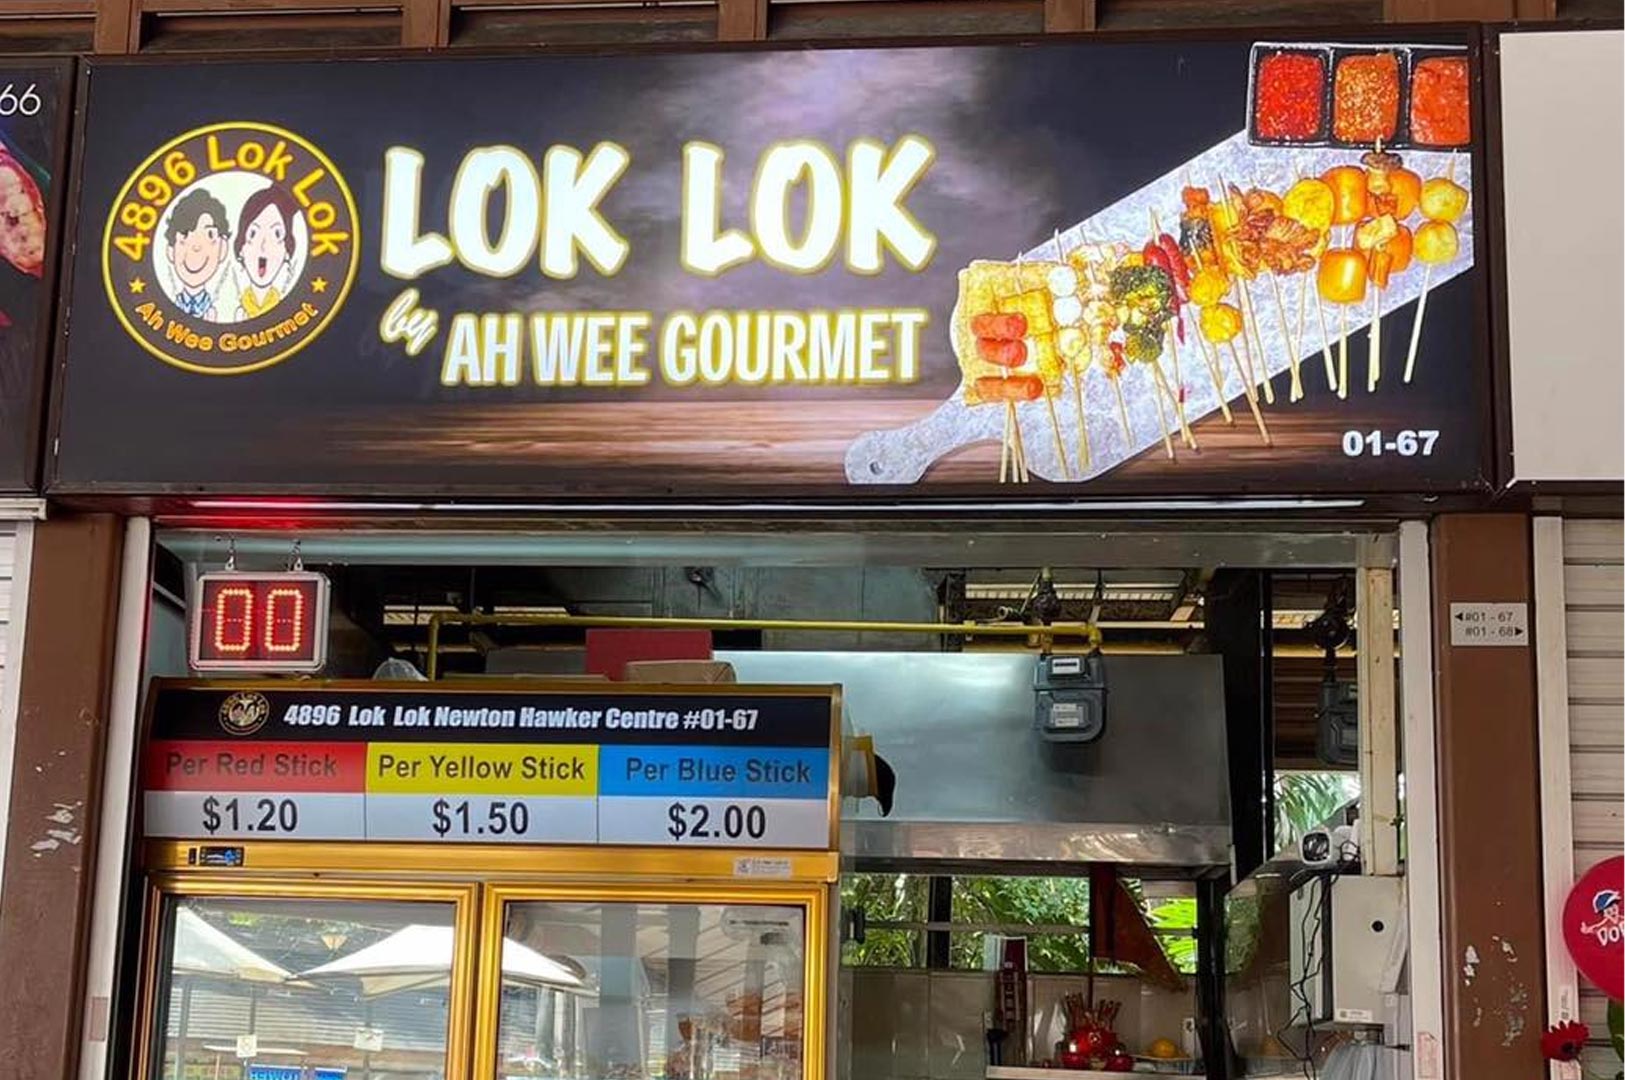 66
4896 Lok Lok
Ah Wee Gourmet
LOK LOK
by AH WEE GOURMET
01-67
00
#01 - 67
#01 - 68
4896 Lok Lok Newton Hawker Centre #01-67
Per Red Stick
Per Yellow Stick
Per Blue Stick
$1.20
$1.50
$2.00